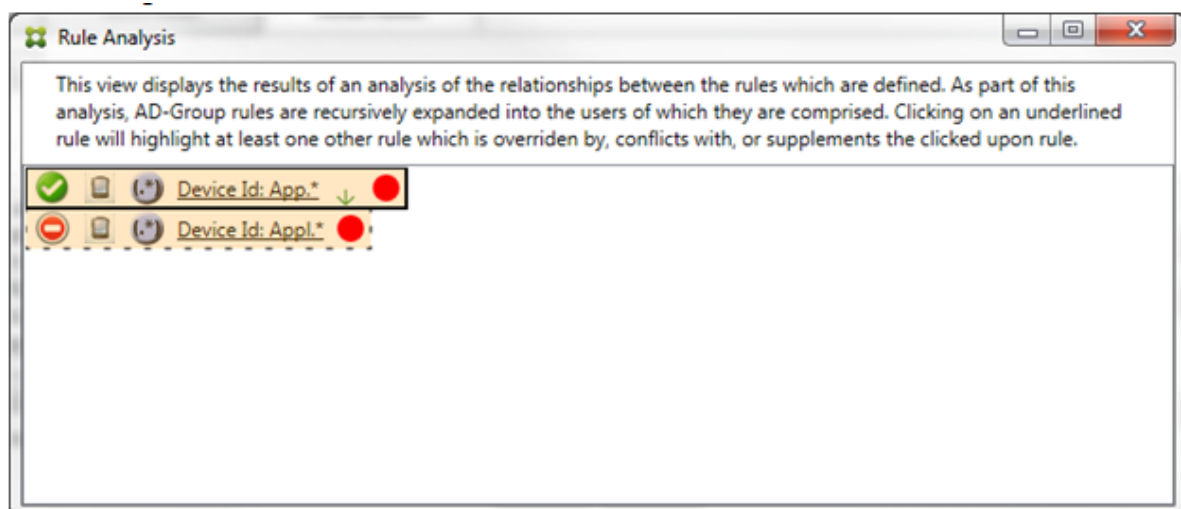 Rule Analysis
This view displays the results of an analysis of the relationships between the rules which are defined. As part of this
analysis, AD-Group rules are recursively expanded into the users of which they are comprised. Clicking on an underlined
rule will highlight at least one other rule which is overriden by, conflicts with, or supplements the clicked upon rule.
(.*) Device Id: App.*
(.*) Device Id: Appl.*